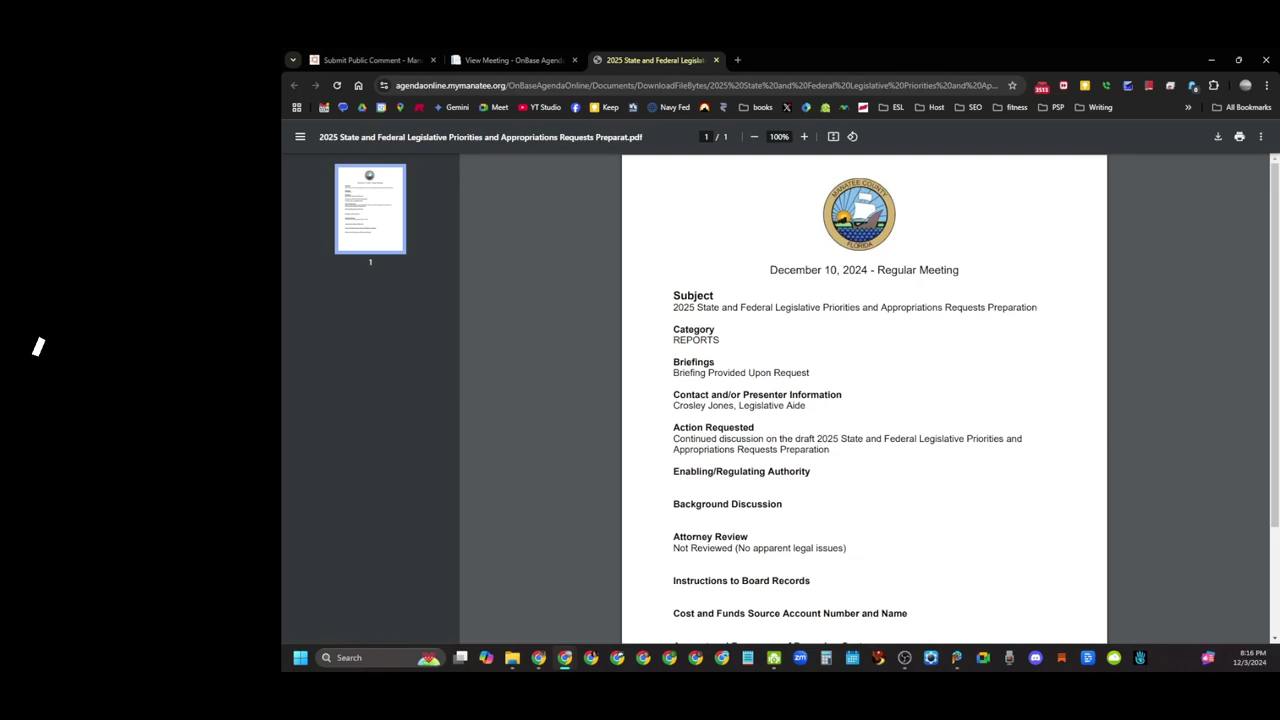 Submit Public Comment - Man
View Meeting - OnBase Agenda
2025 State and Federal Legislat
agendaonline.mymanatee.org/OnBaseAgendaOnline/Documents/DownloadFileBytes/2025%20State%20and%20Federal%20Legislative%20Priorities%20and%20Ap...
Gemini
Meet
YT Studio
Keep
Navy Fed
books
ESL
Host
SEO
fitness
PSP
Writing
All Bookmarks
2025 State and Federal Legislative Priorities and Appropriations Requests Preparat.pdf
1 / 1
100%
MANATEE COUNTY
FLORIDA
1
December 10, 2024 - Regular Meeting
Subject
2025 State and Federal Legislative Priorities and Appropriations Requests Preparation
Category
REPORTS
Briefings
Briefing Provided Upon Request
Contact and/or Presenter Information
Crosley Jones, Legislative Aide
Action Requested
Continued discussion on the draft 2025 State and Federal Legislative Priorities and
Appropriations Requests Preparation
Enabling/Regulating Authority
Background Discussion
Attorney Review
Not Reviewed (No apparent legal issues)
Instructions to Board Records
Cost and Funds Source Account Number and Name
Search
8:16 PM
12/3/2024